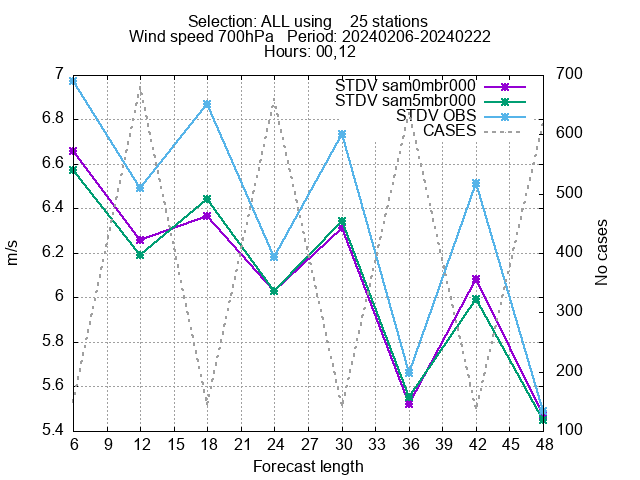 Selection: ALL using    25 stations
Wind speed 700hPa   Period: 20240206-20240222
Hours: 00,12
STDV sam0mbr000
STDV sam5mbr000
STDV OBS
CASES
7
6.8
6.6
6.4
6.2
6
5.8
5.6
5.4
m/s
700
600
500
400
300
200
100
No cases
6 9 12 15 18 21 24 27 30 33 36 39 42 45 48
Forecast length